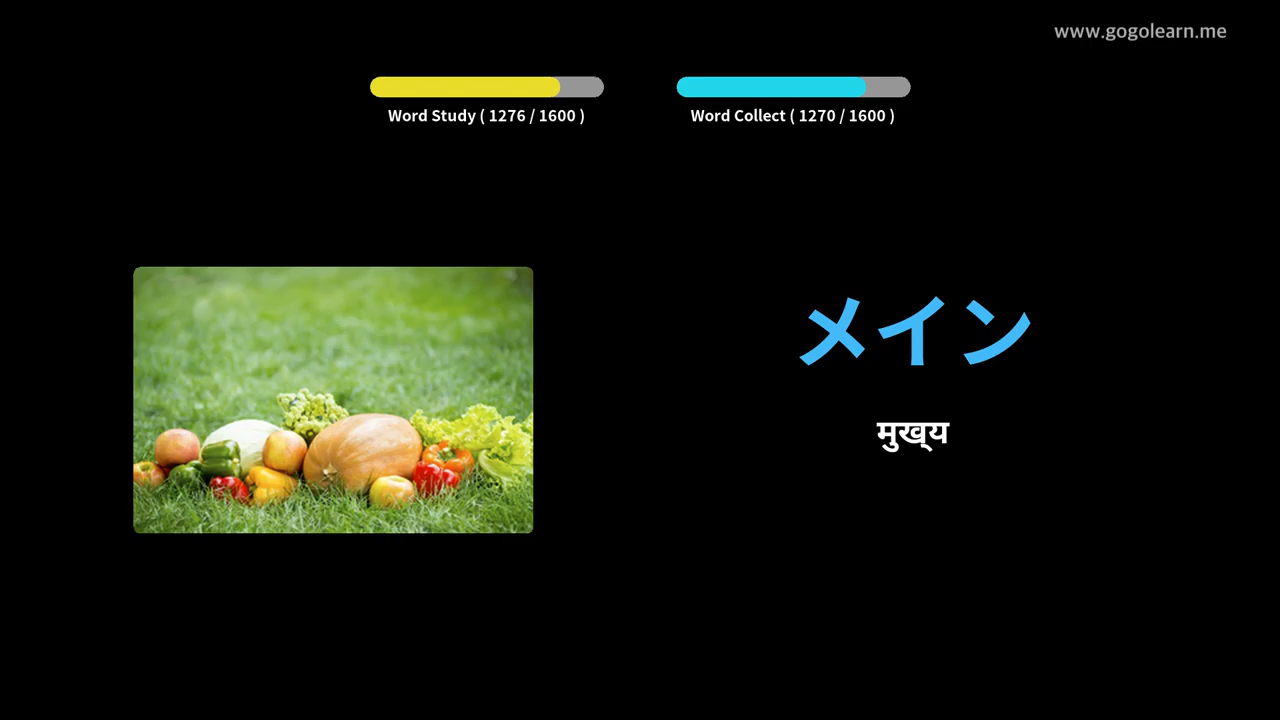 www.gogolearn.me
Word Study ( 1276 / 1600 )
Word Collect ( 1270 / 1600 )
メイン
मुख्य